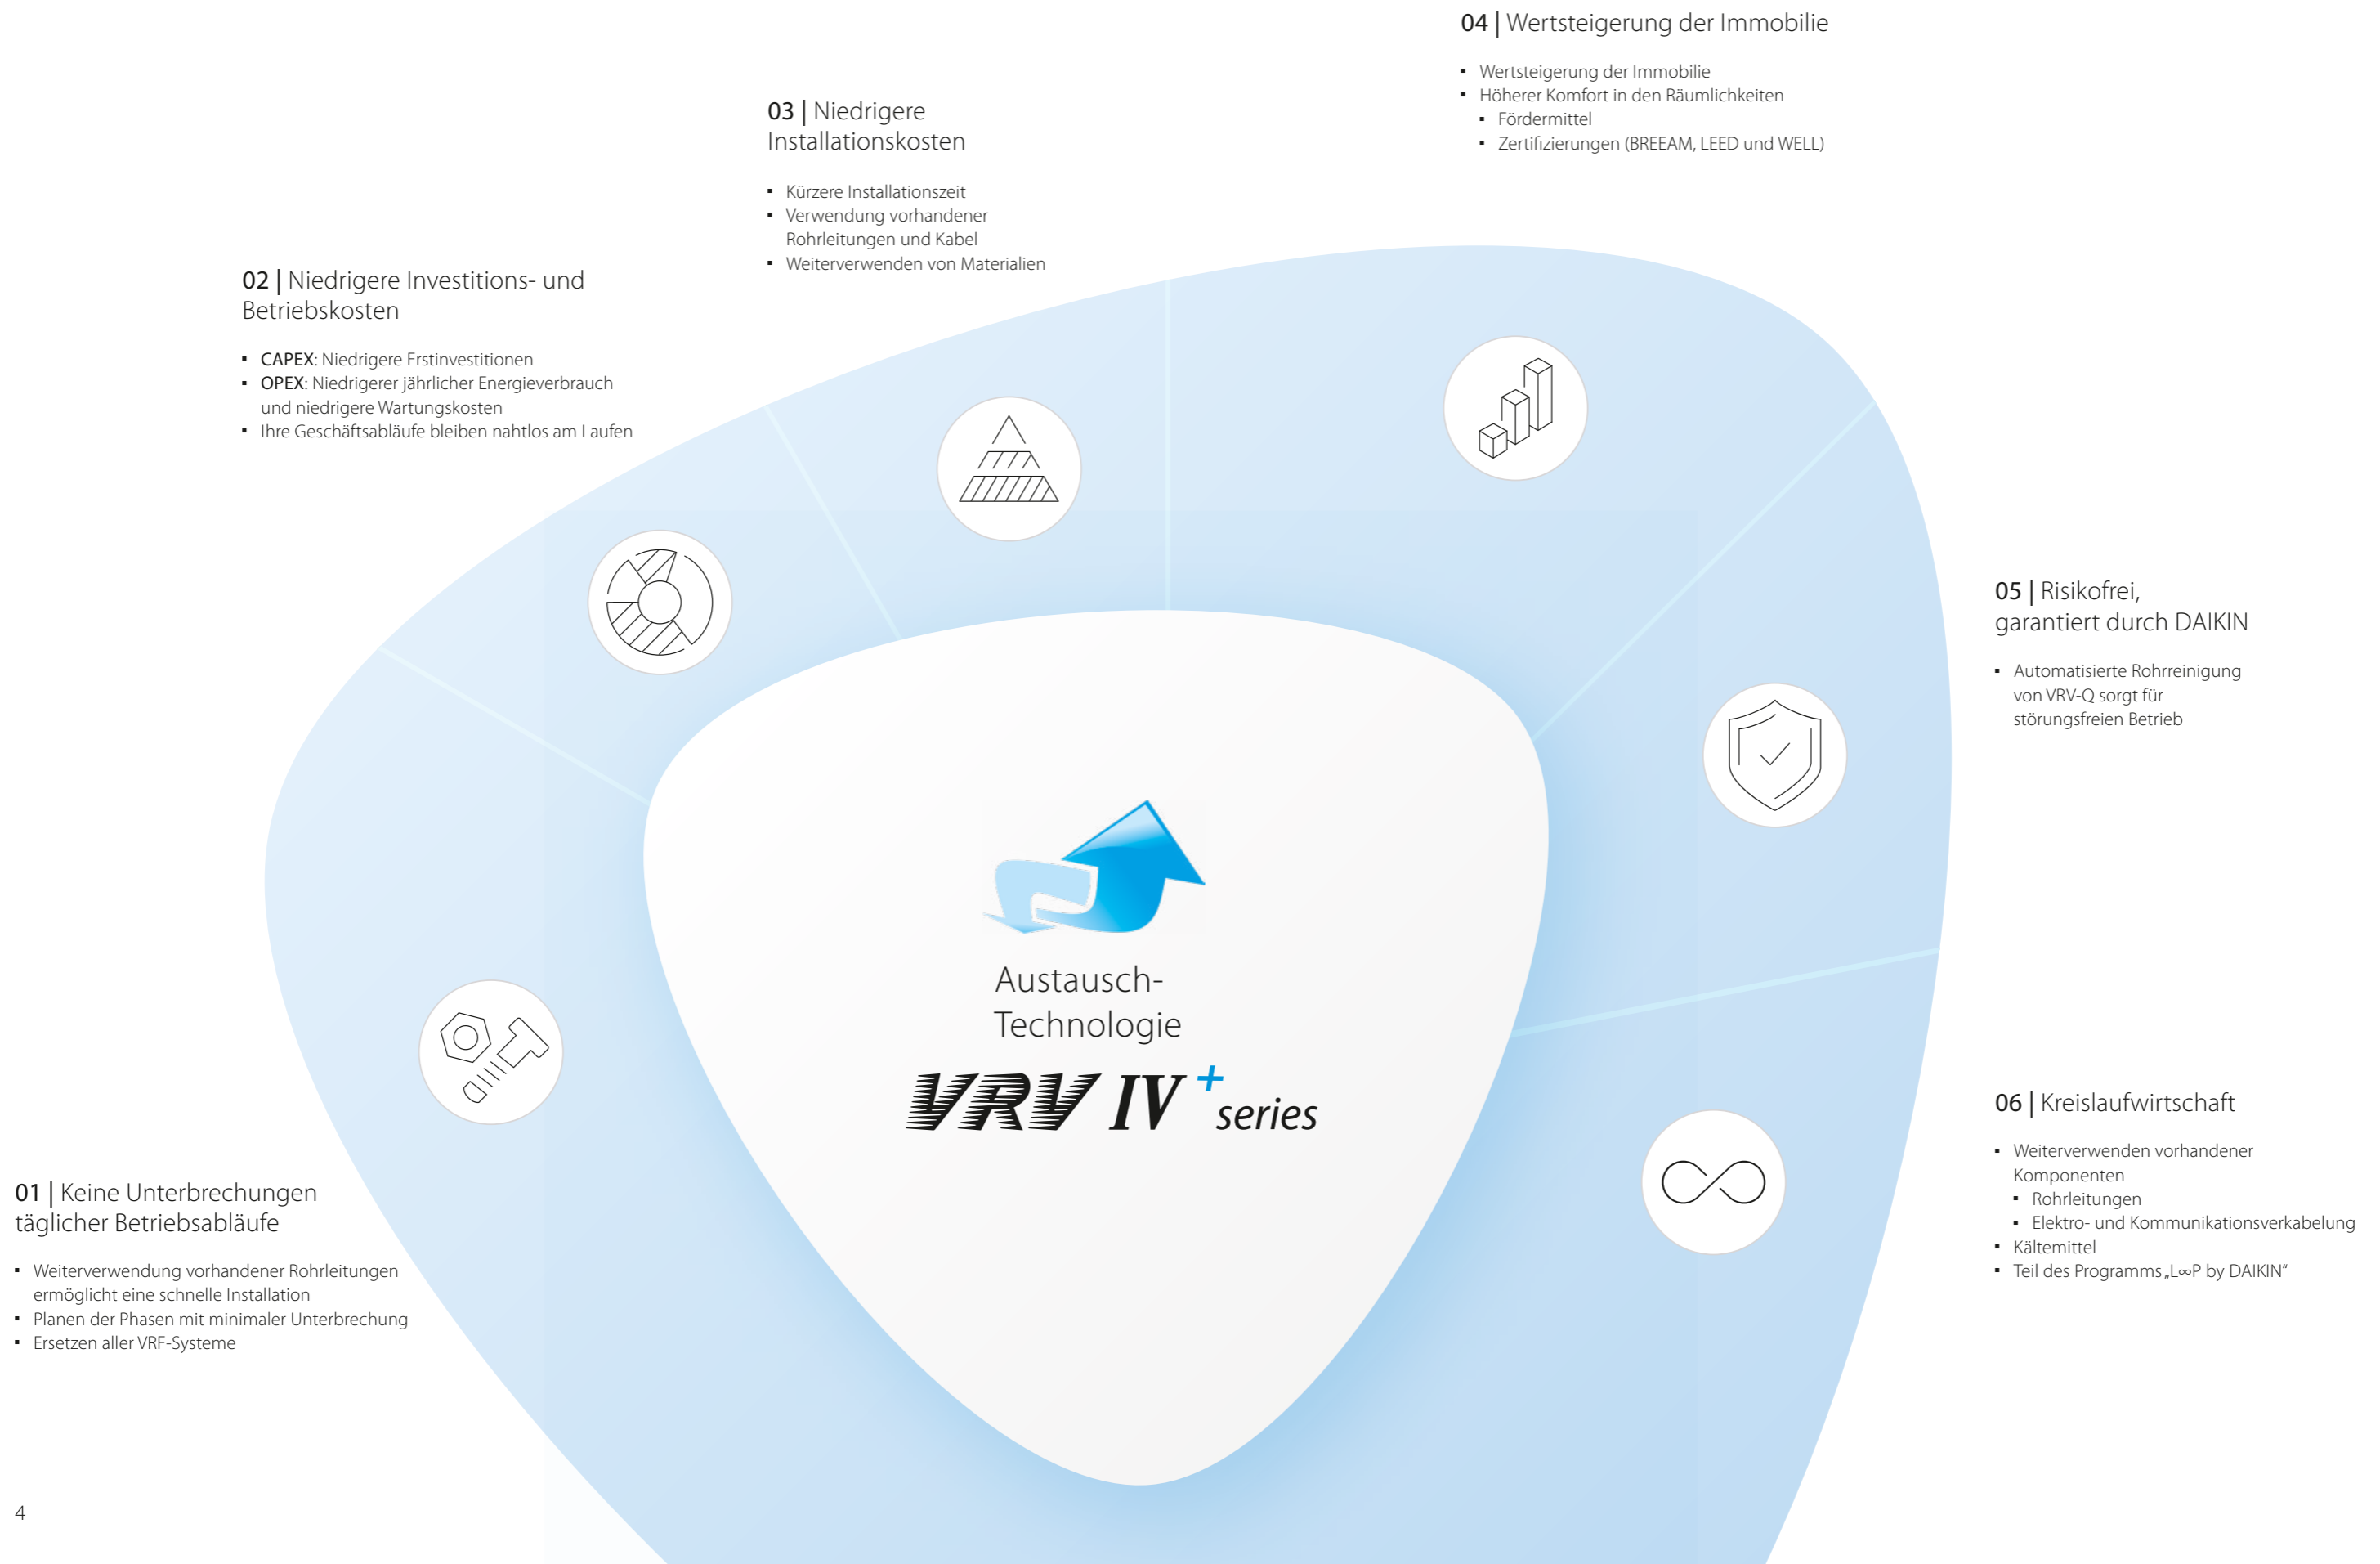 04 | Wertsteigerung der Immobilie
▪ Wertsteigerung der Immobilie
▪ Höherer Komfort in den Räumlichkeiten
▪ Fördermittel
▪ Zertifizierungen (BREEAM, LEED und WELL)
03 | Niedrigere
Installationskosten
▪ Kürzere Installationszeit
▪ Verwendung vorhandener
Rohrleitungen und Kabel
▪ Weiterverwenden von Materialien
02 | Niedrigere Investitions- und
Betriebskosten
▪ CAPEX: Niedrigere Erstinvestitionen
▪ OPEX: Niedrigerer jährlicher Energieverbrauch
und niedrigere Wartungskosten
▪ Ihre Geschäftsabläufe bleiben nahtlos am Laufen
05 | Risikofrei,
garantiert durch DAIKIN
▪ Automatisierte Rohrreinigung
von VRV-Q sorgt für
störungsfreien Betrieb
Austausch-
Technologie
VRV IV+ series
06 | Kreislaufwirtschaft
▪ Weiterverwenden vorhandener
Komponenten
▪ Rohrleitungen
▪ Elektro- und Kommunikationsverkabelung
▪ Kältemittel
▪ Teil des Programms „L∞P by DAIKIN“
01 | Keine Unterbrechungen
täglicher Betriebsabläufe
▪ Weiterverwendung vorhandener Rohrleitungen
ermöglicht eine schnelle Installation
▪ Planen der Phasen mit minimaler Unterbrechung
▪ Ersetzen aller VRF-Systeme
4